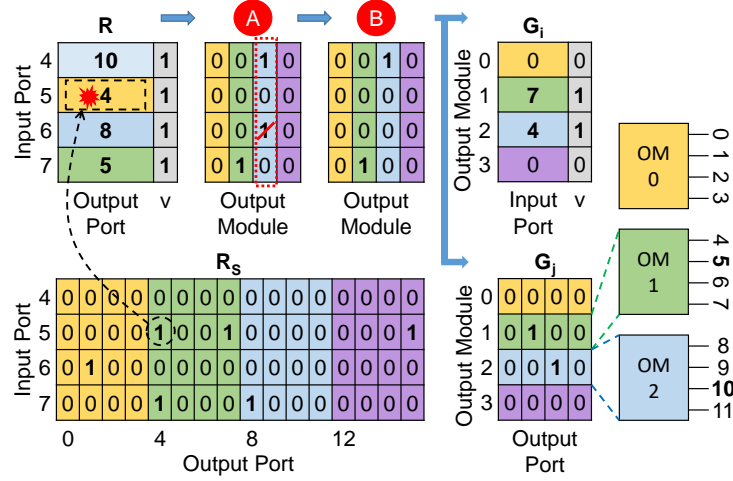 R A B G_i
4 10 1 0 0 1 0 0 0 1 0 0 0
5 4 1 0 0 0 0 0 0 0 0 1 7 1
6 8 1 0 0 1 0 0 0 0 0 2 4 1
7 5 1 0 1 0 0 0 1 0 0 3 0 0
Input Port
Output Port v
Output Module
Output Module
Output Module
Input Port v
R_S
4 0 0 0 0 0 0 0 0 0 0 0 0 0 0 0 0
5 0 0 0 0 1 0 0 1 0 0 0 0 0 0 0 1
6 0 1 0 0 0 0 0 0 0 0 0 0 0 0 0 0
7 0 0 0 0 1 0 0 0 1 0 0 0 0 0 0 0
0 4 8 12
Input Port
Output Port
G_j
0 0 0 0 0
1 0 1 0 0
2 0 0 1 0
3 0 0 0 0
Output Module
Output Port
OM 0
0
1
2
3
OM 1
4
5
6
7
OM 2
8
9
10
11